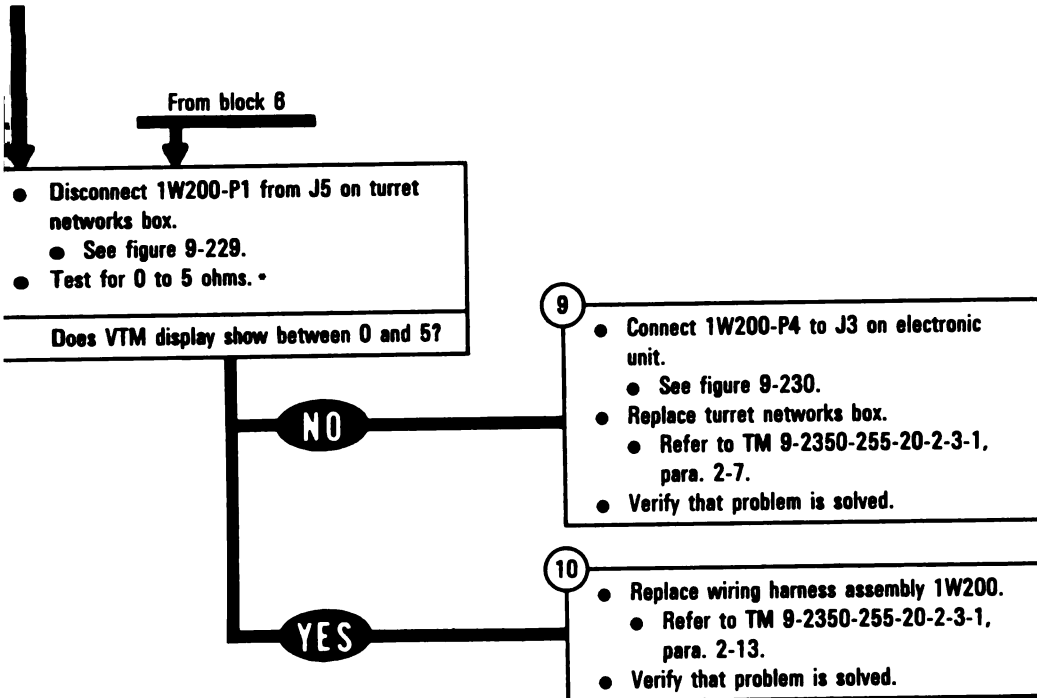 From block 6
● Disconnect 1W200-P1 from J5 on turret
networks box.
● See figure 9-229.
● Test for 0 to 5 ohms. *
Does VTM display show between 0 and 5?
NO
9
● Connect 1W200-P4 to J3 on electronic
unit.
● See figure 9-230.
● Replace turret networks box.
● Refer to TM 9-2350-255-20-2-3-1,
para. 2-7.
● Verify that problem is solved.
YES
10
● Replace wiring harness assembly 1W200.
● Refer to TM 9-2350-255-20-2-3-1,
para. 2-13.
● Verify that problem is solved.